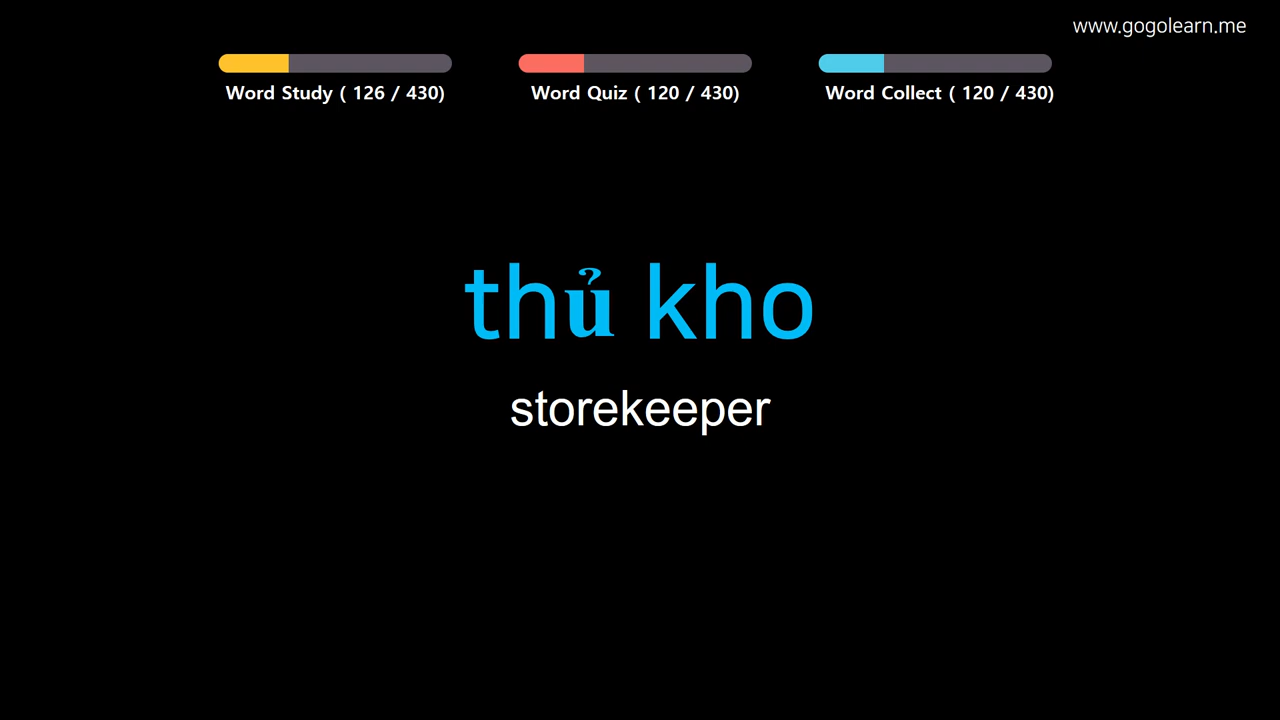 www.gogolearn.me
Word Study ( 126 / 430)
Word Quiz ( 120 / 430)
Word Collect ( 120 / 430)
thủ kho
storekeeper